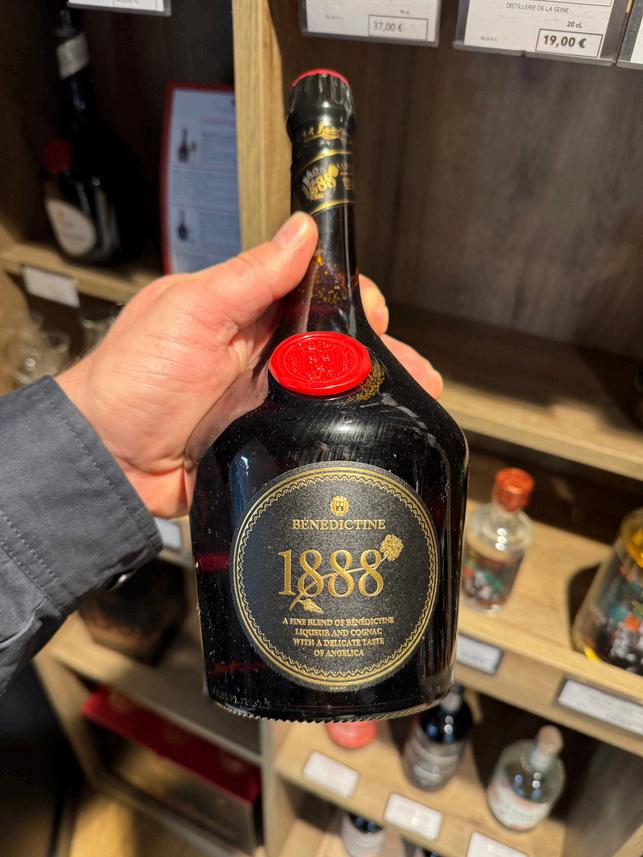 37,00 €
DISTILLERIE DE LA SEINE
20 cL
19,00 €
1888
BÉNÉDICTINE
1888
A FINE BLEND OF BÉNÉDICTINE
LIQUEUR AND COGNAC
WITH A DELICATE TASTE
OF ANGELICA